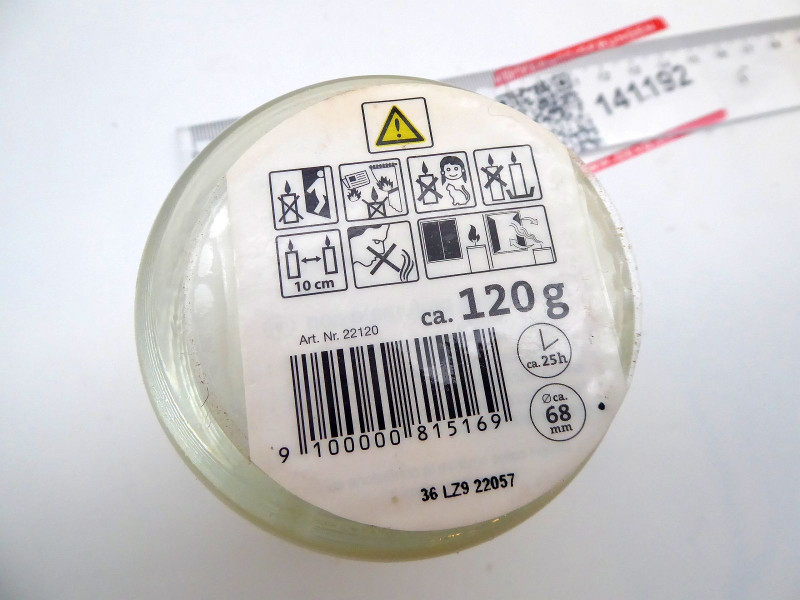 141192
10 cm
ca. 120 g
Art. Nr. 22120
ca. 25h
Ø ca.
68
mm
9 100000 815169
36 LZ9 22057